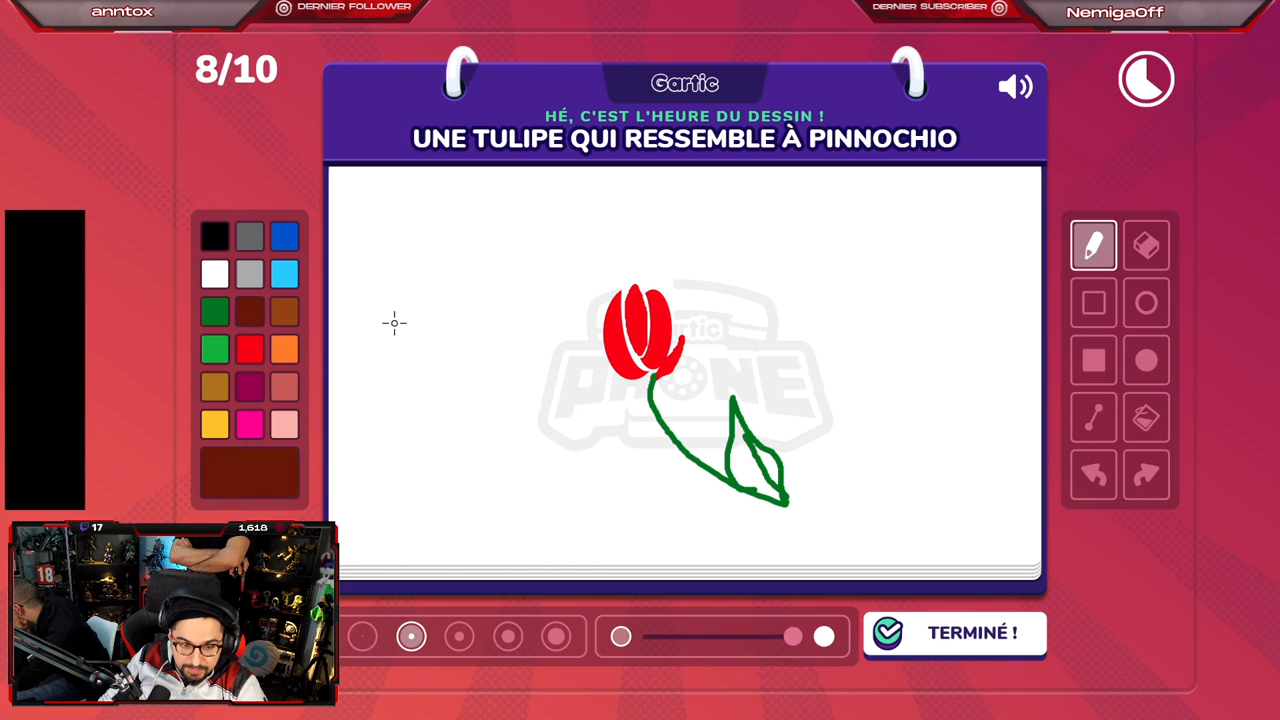 anntox
DERNIER FOLLOWER
DERNIER SUBSCRIBER
NemigaOff
8/10
Gartic
HÉ, C'EST L'HEURE DU DESSIN !
UNE TULIPE QUI RESSEMBLE À PINNOCHIO
Gartic
PHONE
17
1,618
18
TERMINÉ !